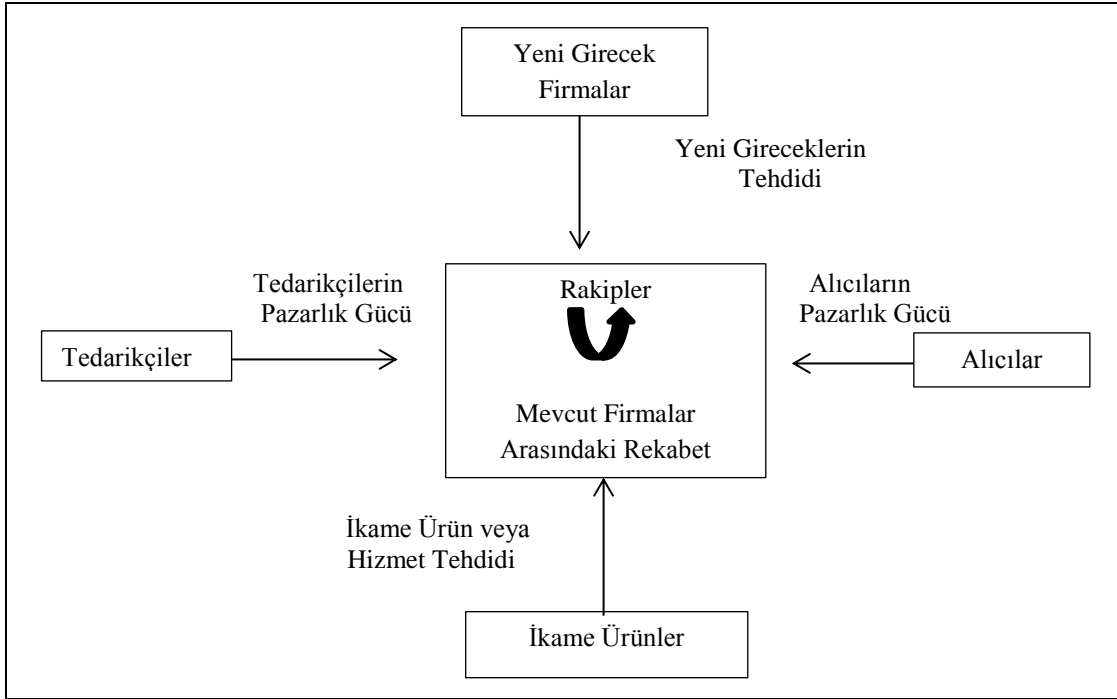 Yeni Girecek
Firmalar
Yeni Gireceklerin
Tehdidi
Tedarikçilerin
Pazarlık Gücü
Tedarikçiler
Rakipler
Mevcut Firmalar
Arasındaki Rekabet
Alıcıların
Pazarlık Gücü
Alıcılar
İkame Ürün veya
Hizmet Tehdidi
İkame Ürünler